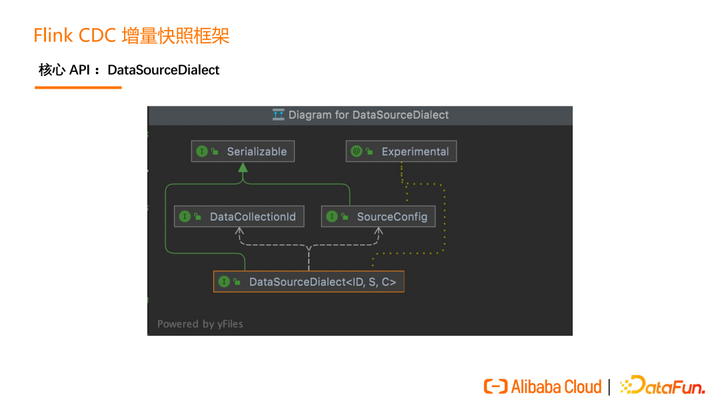 Flink CDC 增量快照框架
核心 API ：DataSourceDialect
Diagram for DataSourceDialect
Serializable
Experimental
DataCollectionId
SourceConfig
DataSourceDialect<ID, S, C>
Powered by yFiles
Alibaba Cloud | DataFun.